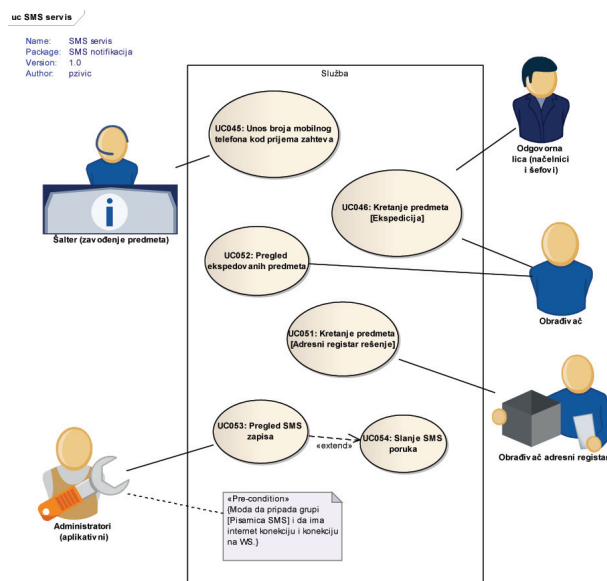 uc SMS servis
Name: SMS servis
Package: SMS notifikacija
Version: 1.0
Author: pzivic
Služba
UC045: Unos broja mobilnog
telefona kod prijema zahteva
Odgovorna
lica (načelnici
i šefovi)
Šalter (zavođenje predmeta)
UC046: Kretanje predmeta
[Ekspedicija]
UC052: Pregled
ekspedovanih predmeta
Obrađivač
UC051: Kretanje predmeta
[Adresni registar rešenje]
Obrađivač adresni registar
UC053: Pregled SMS
zapisa
«extend»
UC054: Slanje SMS
poruka
Administratori
(aplikativni)
«Pre-condition»
{Moda da pripada grupi
[Pisarnica SMS] i da ima
internet konekciju i konekciju
na WS.}